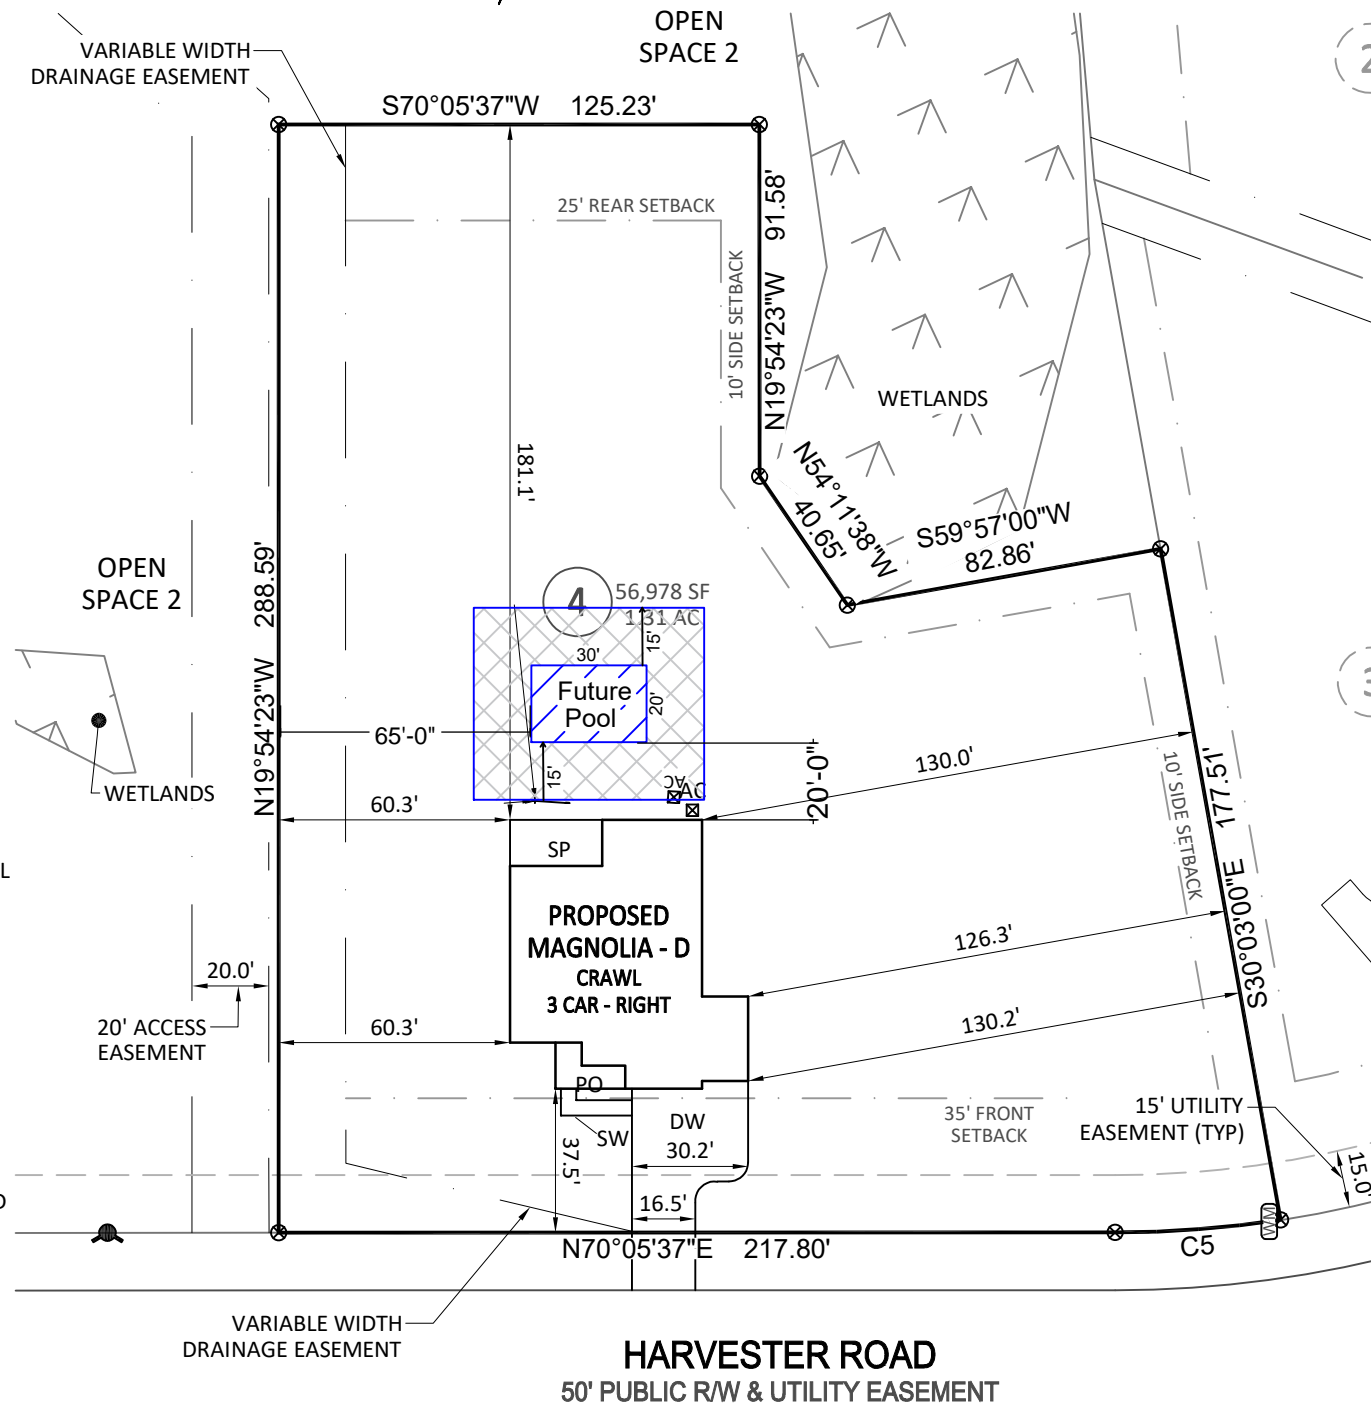 OPEN
SPACE 2
VARIABLE WIDTH
DRAINAGE EASEMENT
S70°05'37"W 125.23'
25' REAR SETBACK
10' SIDE SETBACK
N19°54'23"W 91.58'
WETLANDS
181.1'
N54°11'38"W
40.65'
S59°57'00"W
82.86'
OPEN
SPACE 2
N19°54'23"W 288.59'
4
56,978 SF
1.31 AC
15'
30'
Future
Pool
20'
65'-0"
15'
AC
AC
20'-0"
130.0'
10' SIDE SETBACK
S30°03'00"E 177.51'
3
WETLANDS
60.3'
SP
L
PROPOSED
MAGNOLIA - D
CRAWL
3 CAR - RIGHT
126.3'
20.0'
20' ACCESS
EASEMENT
60.3'
130.2'
PO
DW
SW
37.5'
30.2'
16.5'
35' FRONT
SETBACK
15' UTILITY
EASEMENT (TYP)
15.0'
N70°05'37"E 217.80'
C5
VARIABLE WIDTH
DRAINAGE EASEMENT
HARVESTER ROAD
50' PUBLIC R/W & UTILITY EASEMENT